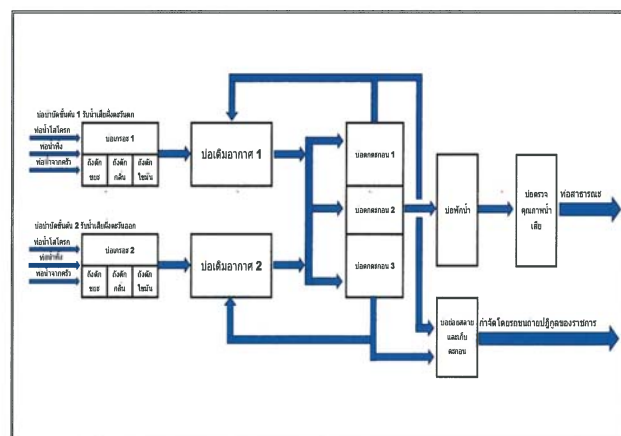 บ่อบำบัดขั้นต้น 1 รับน้ำเสียฝั่งตะวันตก
ท่อน้ำโสโครก
ท่อน้ำทิ้ง
ท่อน้ำจากครัว
บ่อเกรอะ 1
ถังดัก
ขยะ
ถังดัก
กลิ่น
ถังดัก
ไขมัน
บ่อเติมอากาศ 1
บ่อบำบัดขั้นต้น 2 รับน้ำเสียฝั่งตะวันออก
ท่อน้ำโสโครก
ท่อน้ำทิ้ง
ท่อน้ำจากครัว
บ่อเกรอะ 2
ถังดัก
ขยะ
ถังดัก
กลิ่น
ถังดัก
ไขมัน
บ่อเติมอากาศ 2
บ่อตกตะกอน 1
บ่อตกตะกอน 2
บ่อตกตะกอน 3
บ่อพักน้ำ
บ่อตรวจ
คุณภาพน้ำ
เสีย
ท่อสาธารณะ
บ่อย่อยสลาย
และเก็บ
ตะกอน
กำจัดโดยรถขนถ่ายปฏิกูลของราชการ